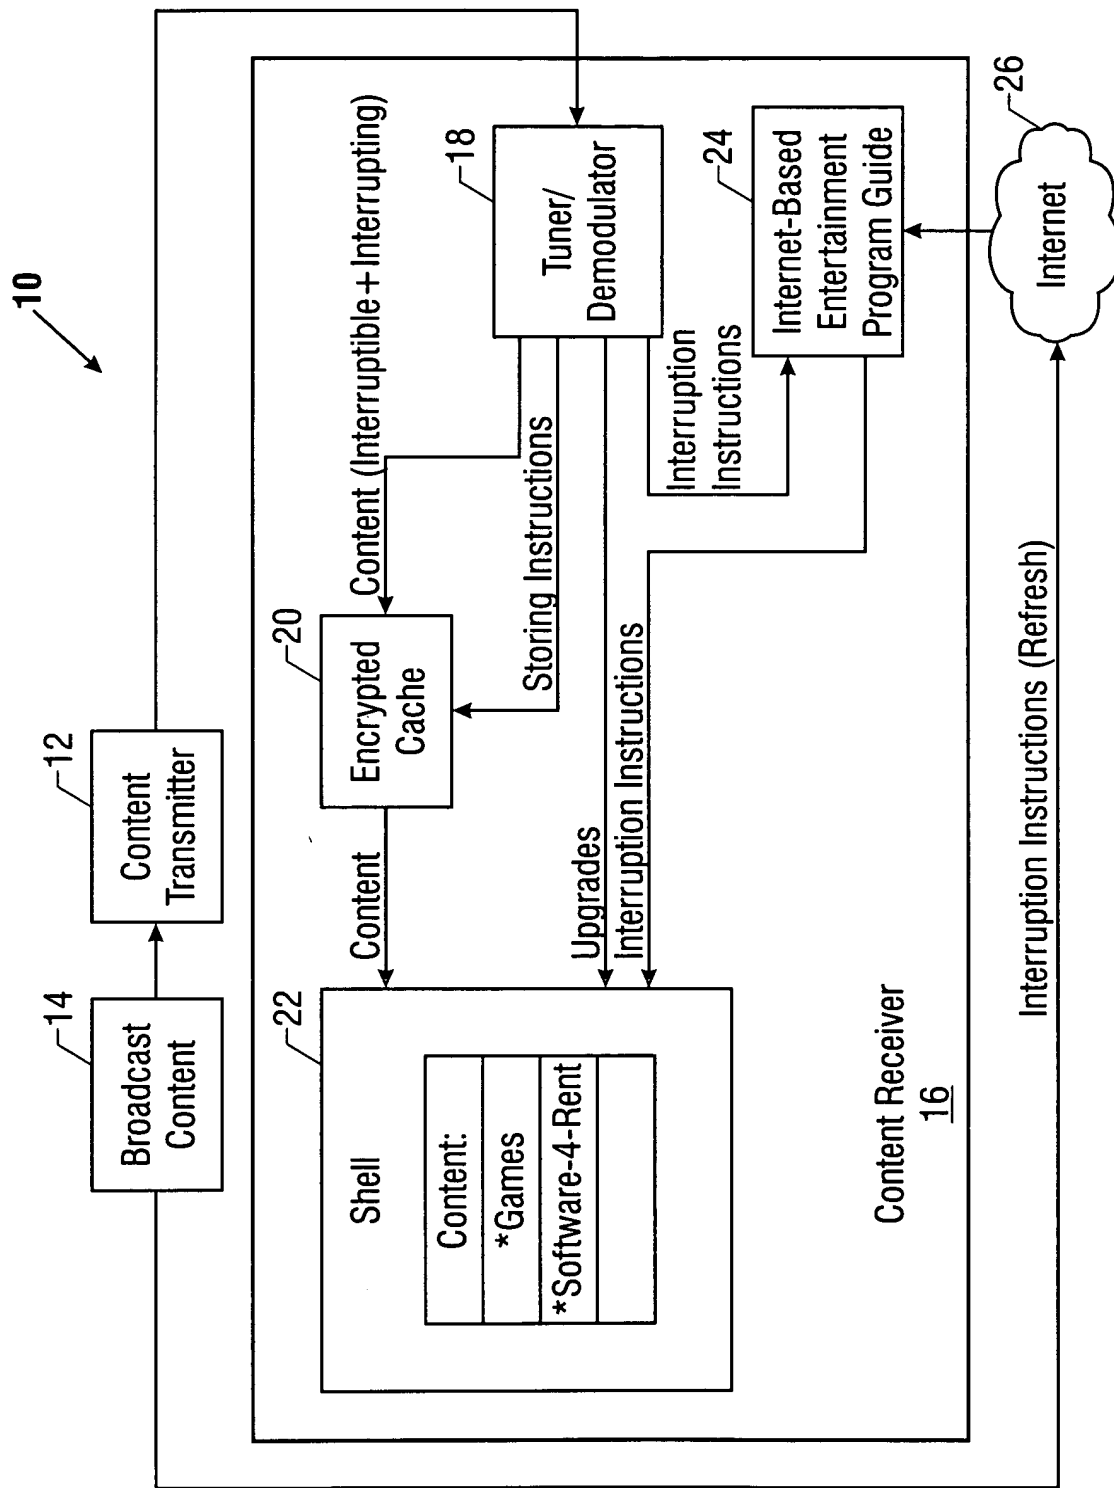 10
14
Broadcast
Content
12
Content
Transmitter
22
Shell
Content:
*Games
*Software-4-Rent
Content
20
Encrypted
Cache
Content (Interruptible+Interrupting)
Storing Instructions
18
Tuner/
Demodulator
Upgrades
Interruption Instructions
Interruption
Instructions
24
Internet-Based
Entertainment
Program Guide
Content Receiver
16
Interruption Instructions (Refresh)
26
Internet